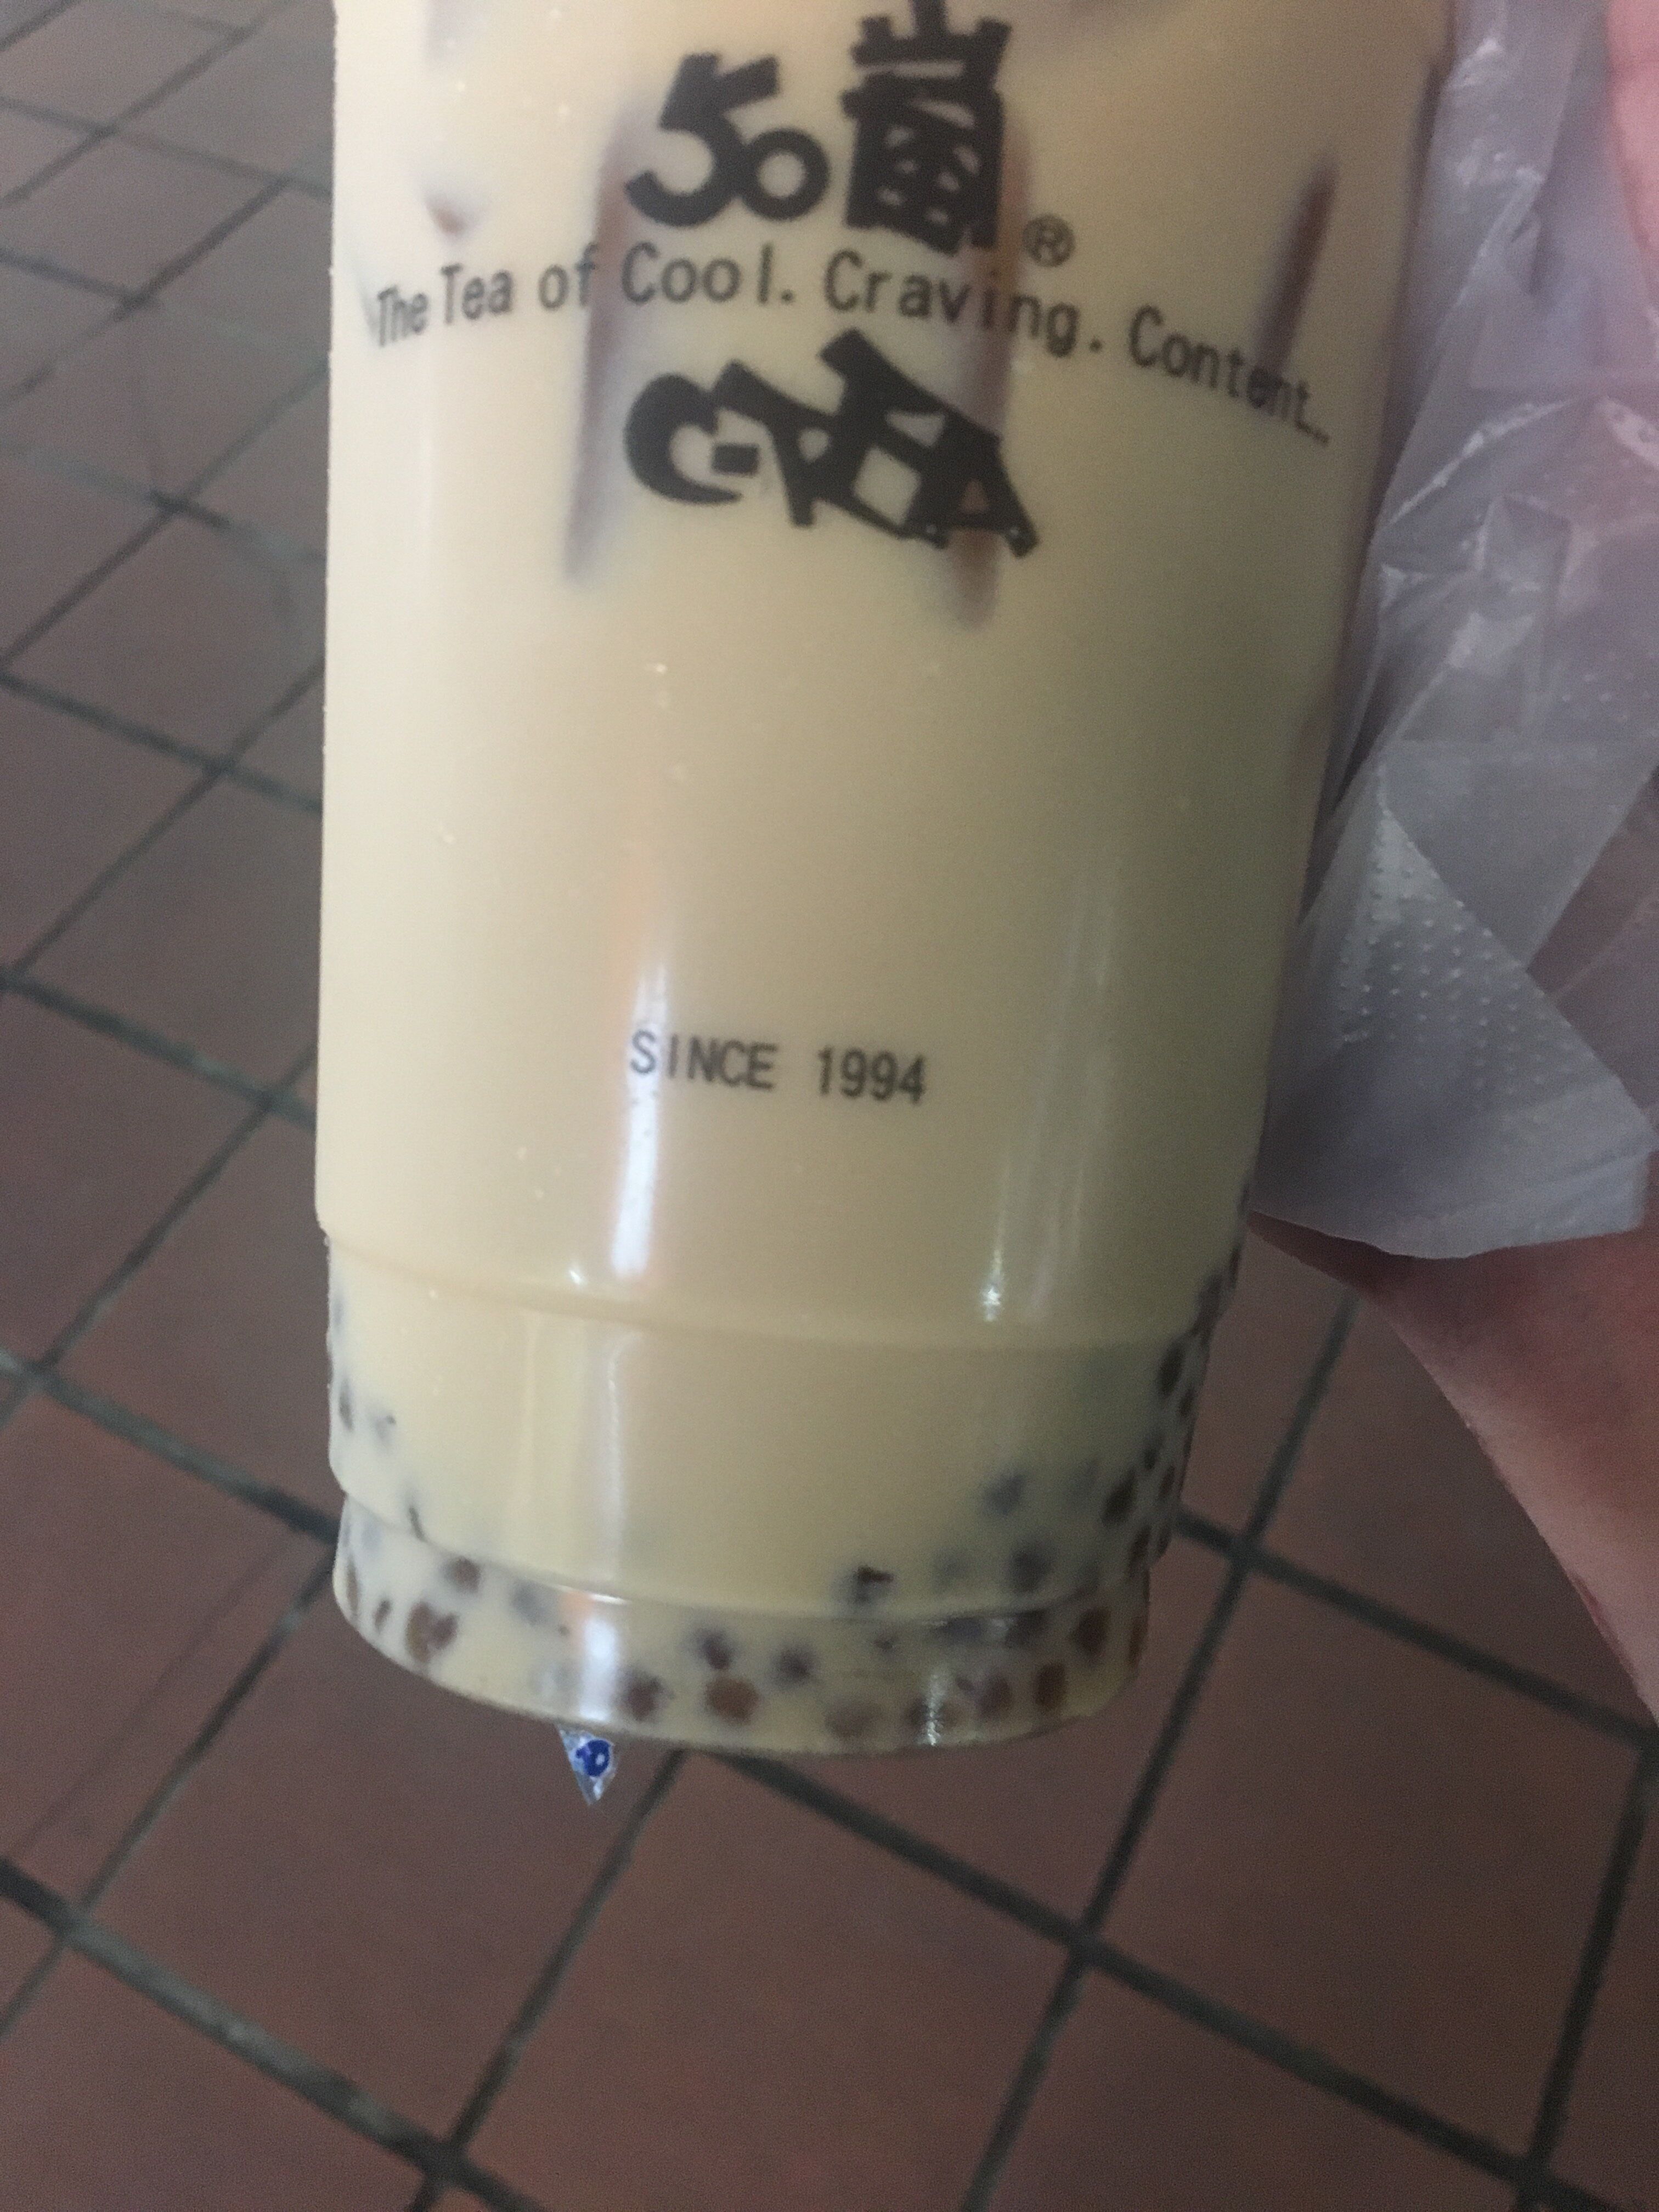 50嵐®
The Tea of Cool. Craving. Content..
SINCE 1994